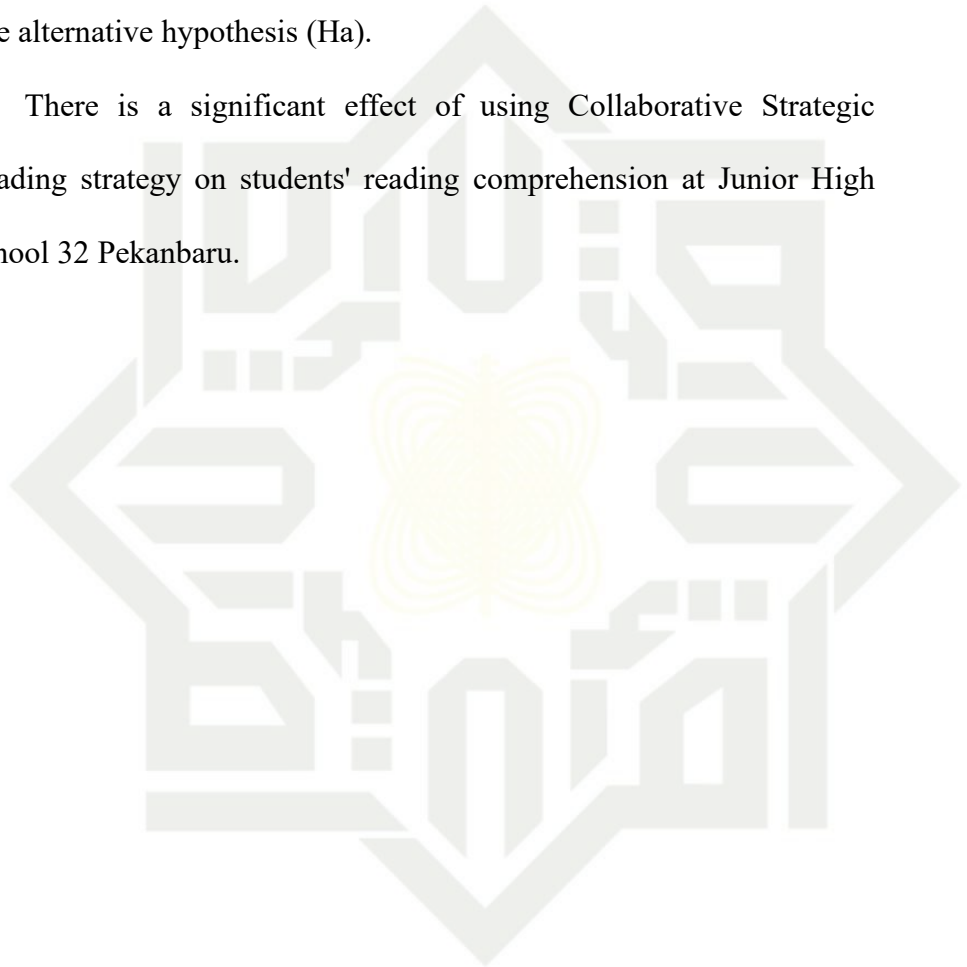 e alternative hypothesis (Ha).
There is a significant effect of using Collaborative Strategic
ading strategy on students' reading comprehension at Junior High
hool 32 Pekanbaru.